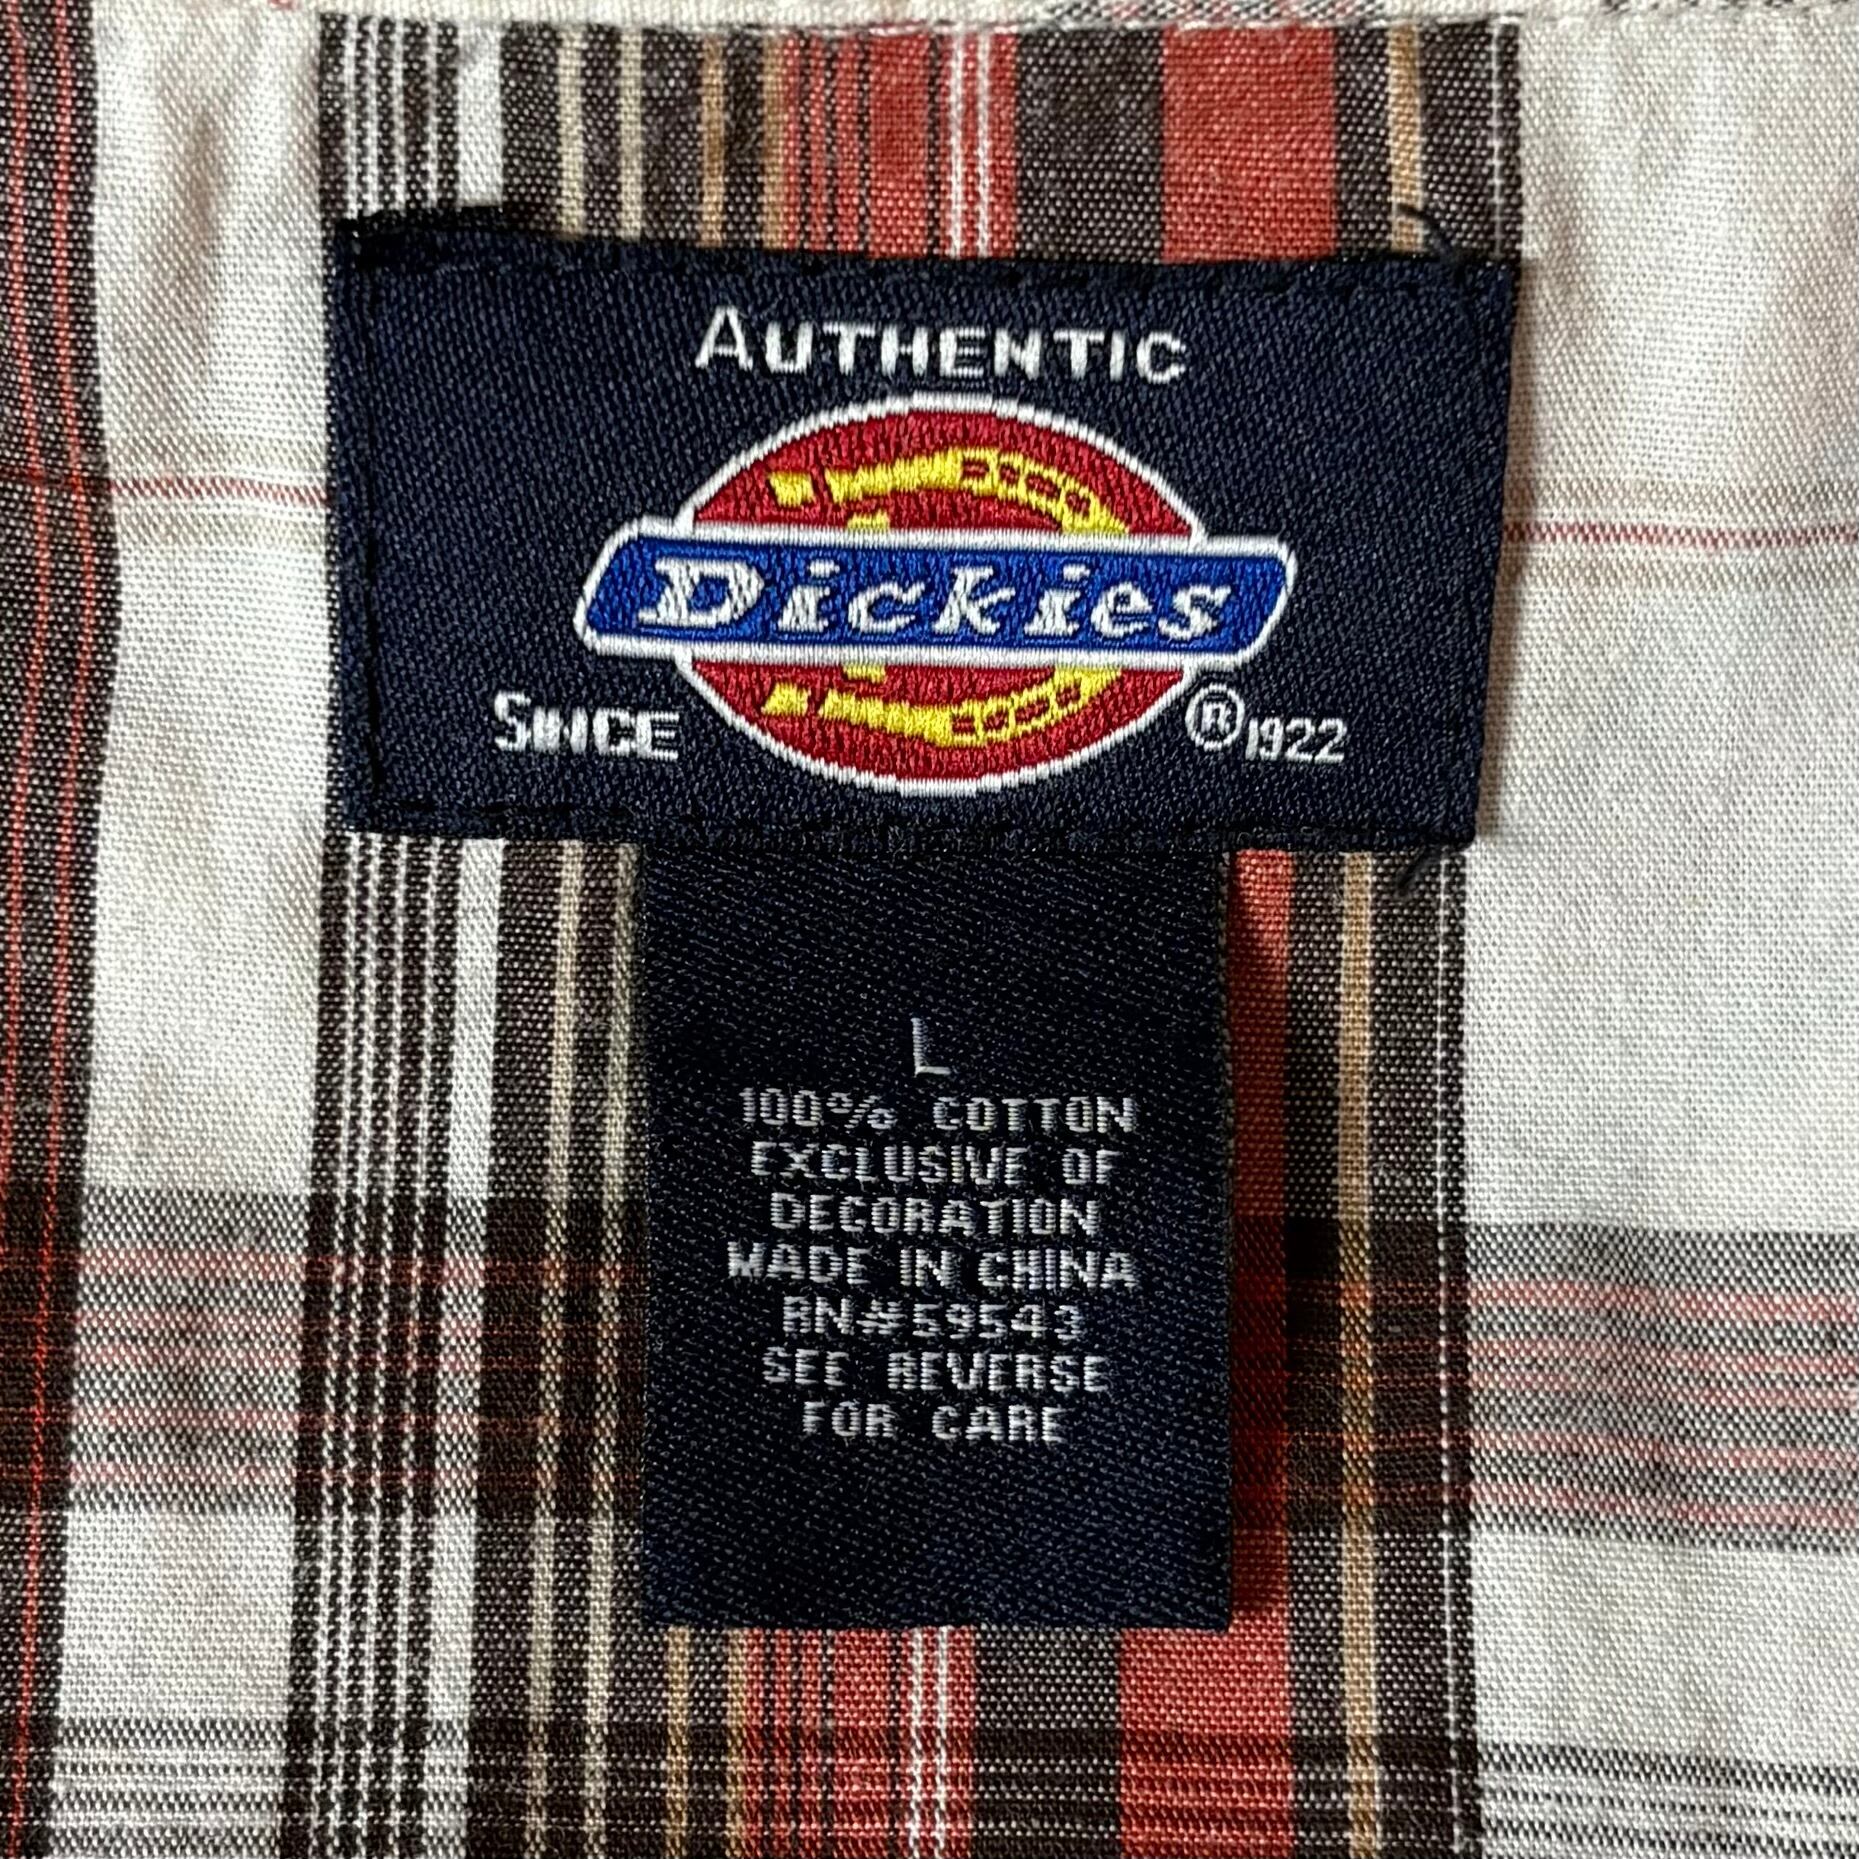 AUTHENTIC
Dickies
SINCE ® 1922
L
100% COTTON
EXCLUSIVE OF
DECORATION
MADE IN CHINA
RN#59543
SEE REVERSE
FOR CARE